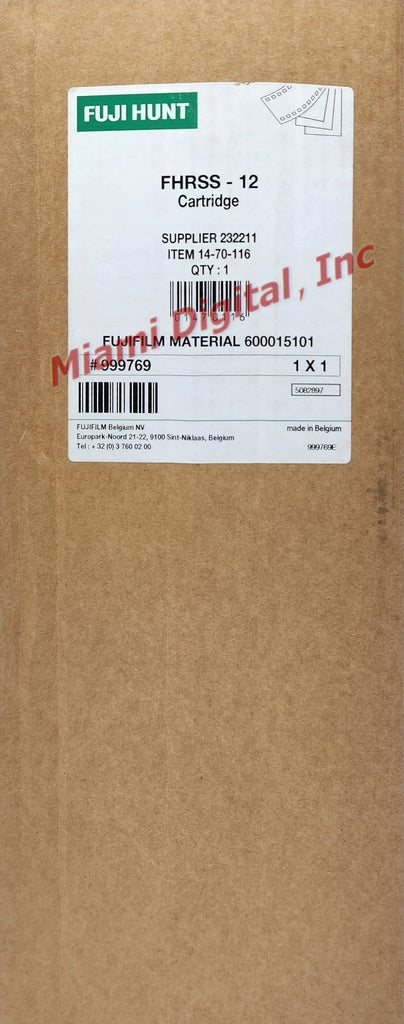 FUJI HUNT
FHRSS - 12
Cartridge
SUPPLIER 232211
ITEM 14-70-116
QTY : 1
01470116
Miami Digital, Inc
FUJIFILM MATERIAL 600015101
# 999769
1 X 1
5082897
FUJIFILM Belgium NV
Europark-Noord 21-22, 9100 Sint-Niklaas, Belgium
Tel : + 32 (0) 3 760 02 00
made in Belgium
999769E